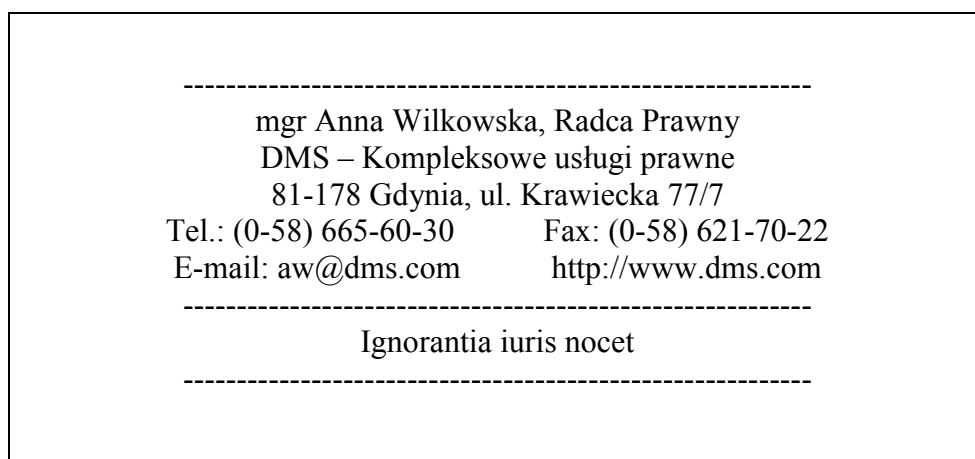 ------------------------------------------------------------
mgr Anna Wilkowska, Radca Prawny
DMS – Kompleksowe usługi prawne
81-178 Gdynia, ul. Krawiecka 77/7
Tel.: (0-58) 665-60-30 Fax: (0-58) 621-70-22
E-mail: aw@dms.com http://www.dms.com
------------------------------------------------------------
Ignorantia iuris nocet
------------------------------------------------------------